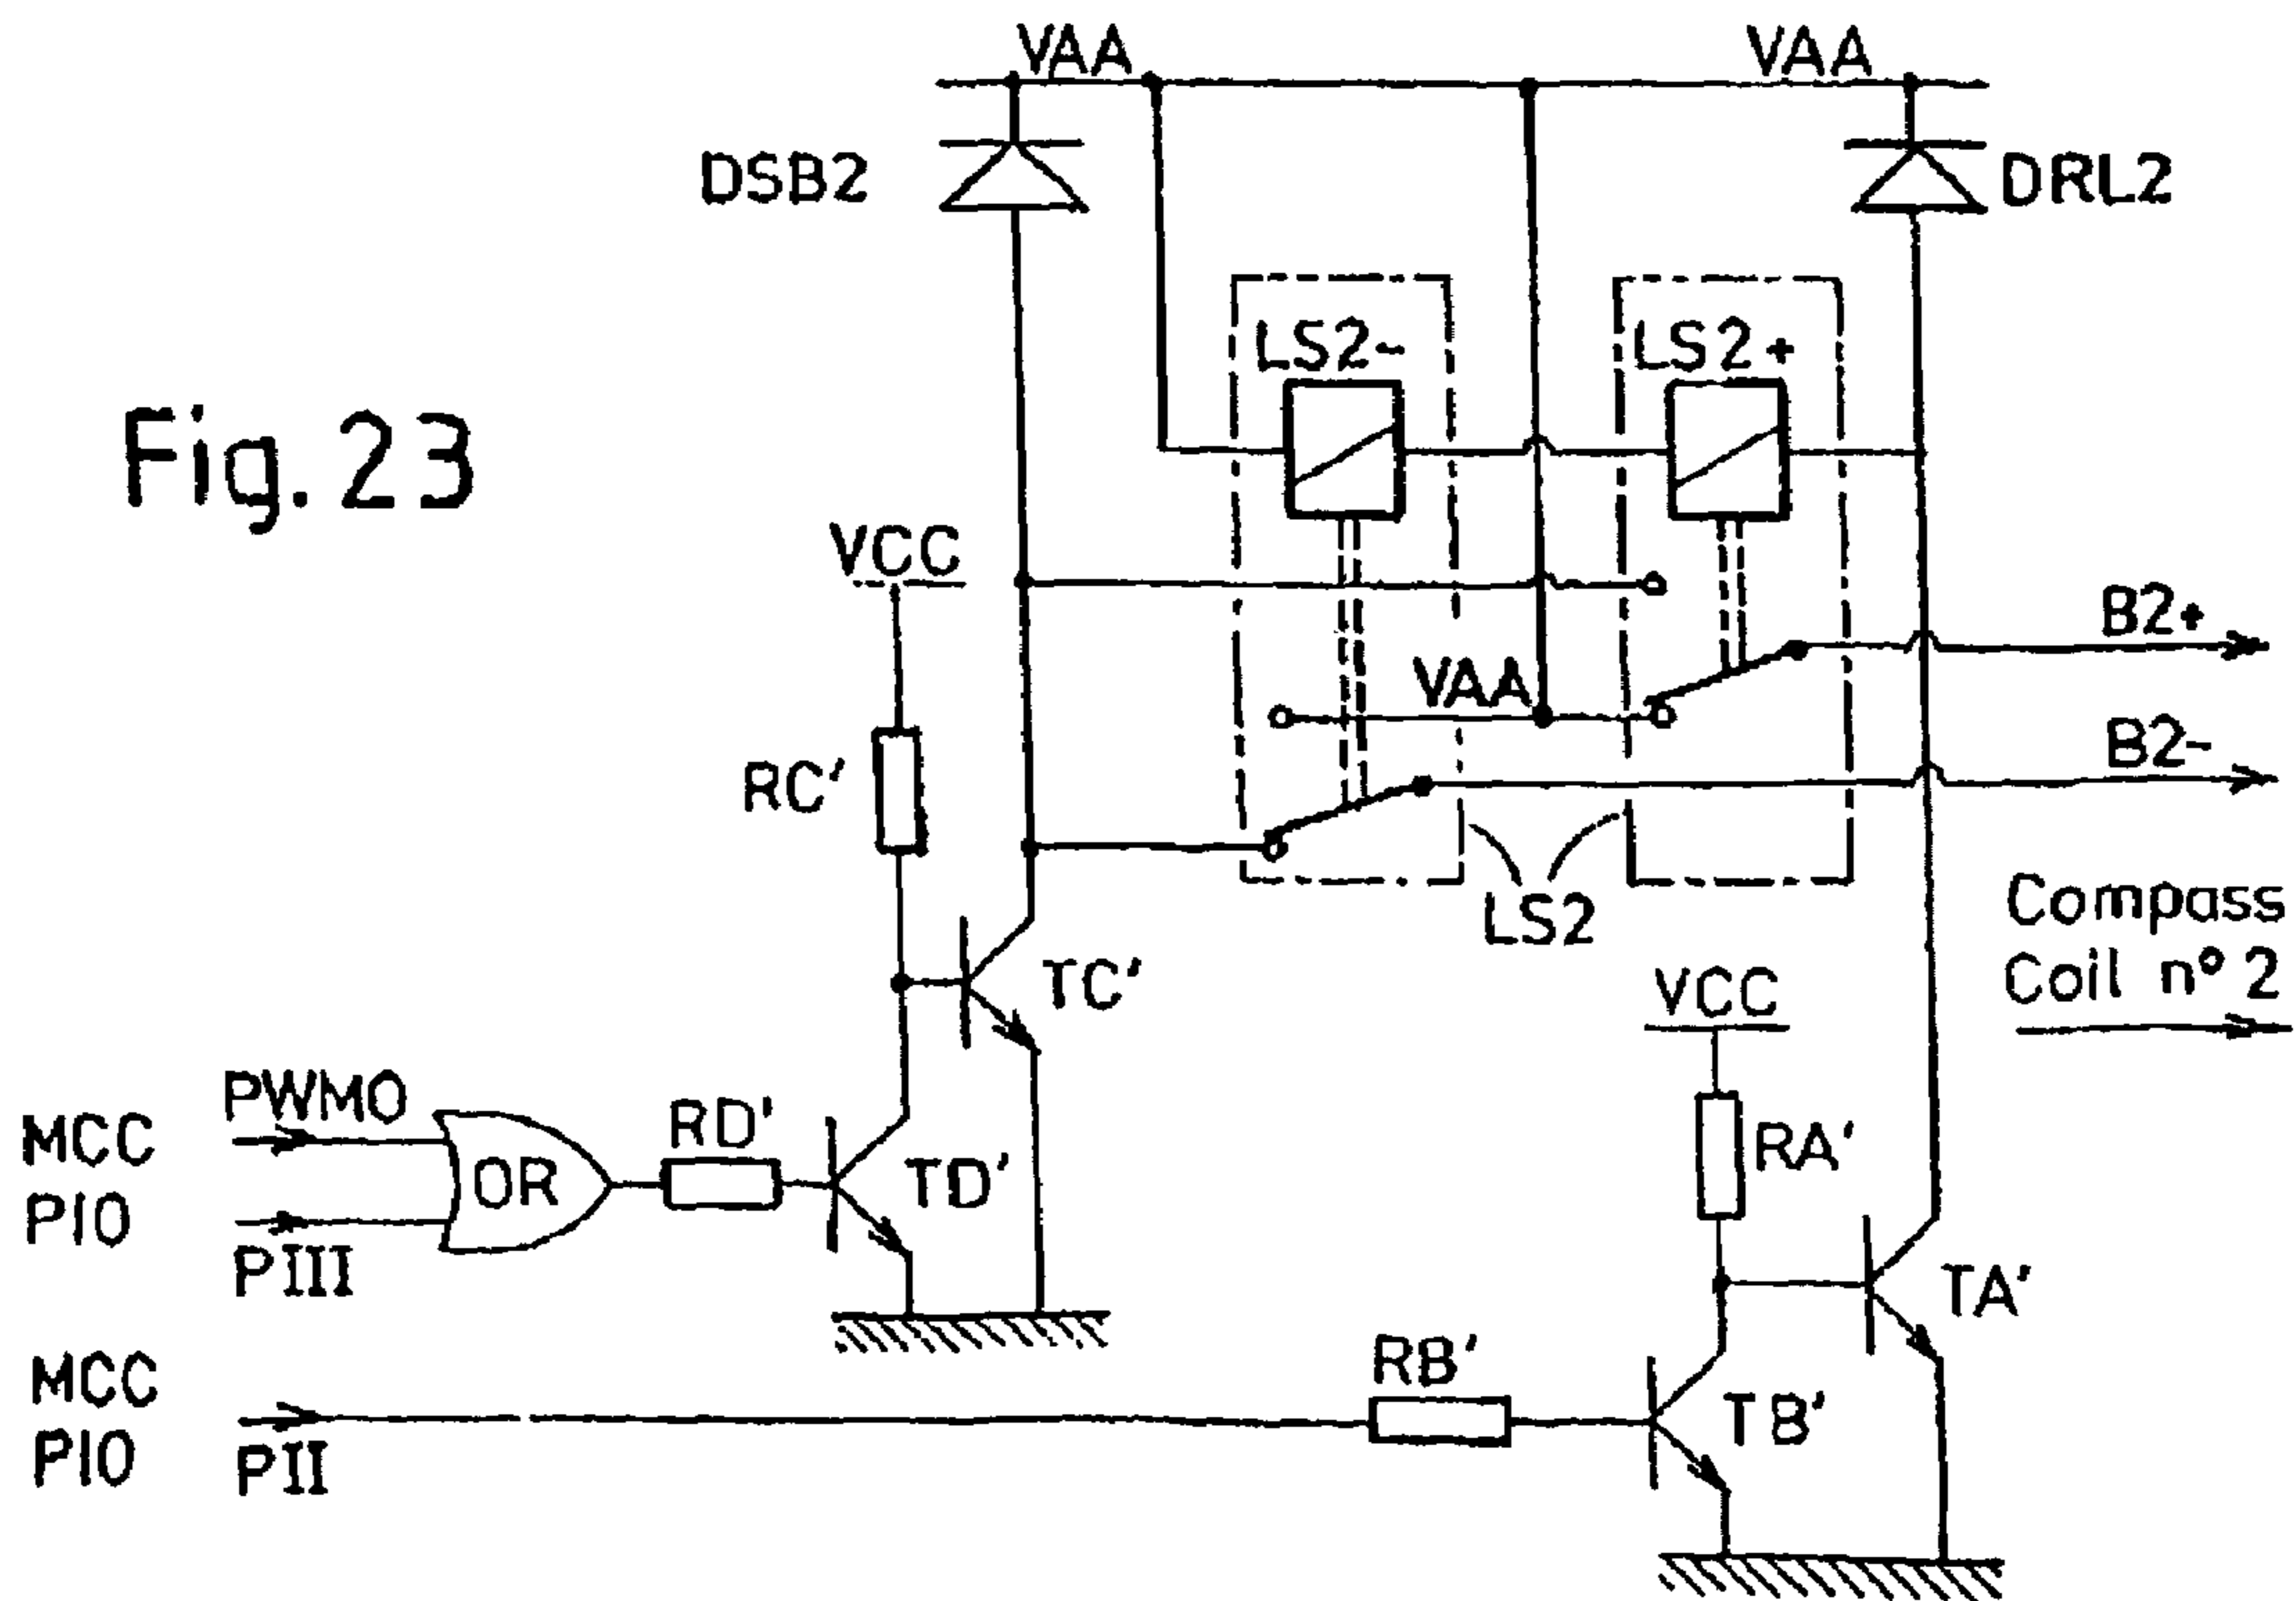 VAA
VAA
DSB2
DRL2
LS2-
LS2+
Fig. 23
VCC
B2+
VAA
B2-
RC'
LS2
Compass
Coil n° 2
TC'
VCC
PWMO
MCC
RD'
OR
TD'
RA'
PIO
PIII
TA'
MCC
RB'
TB'
PIO
PII